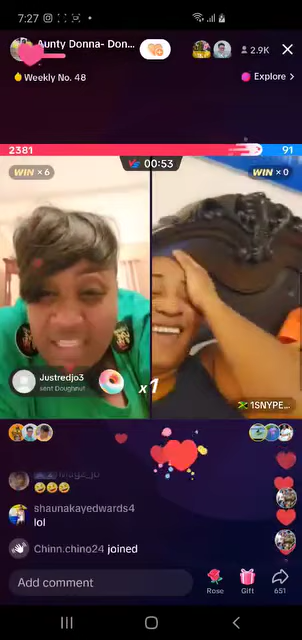 7:27
Aunty Donna- Don...
2.9K
Weekly No. 48
Explore >
2381
91
WIN × 6
VS 00:53
WIN × 0
Justredjo3
sent Doughnut
x1
1SNYPE...
shaunakayedwards4
lol
Chinn.chino24 joined
Add comment
Rose
Gift
651